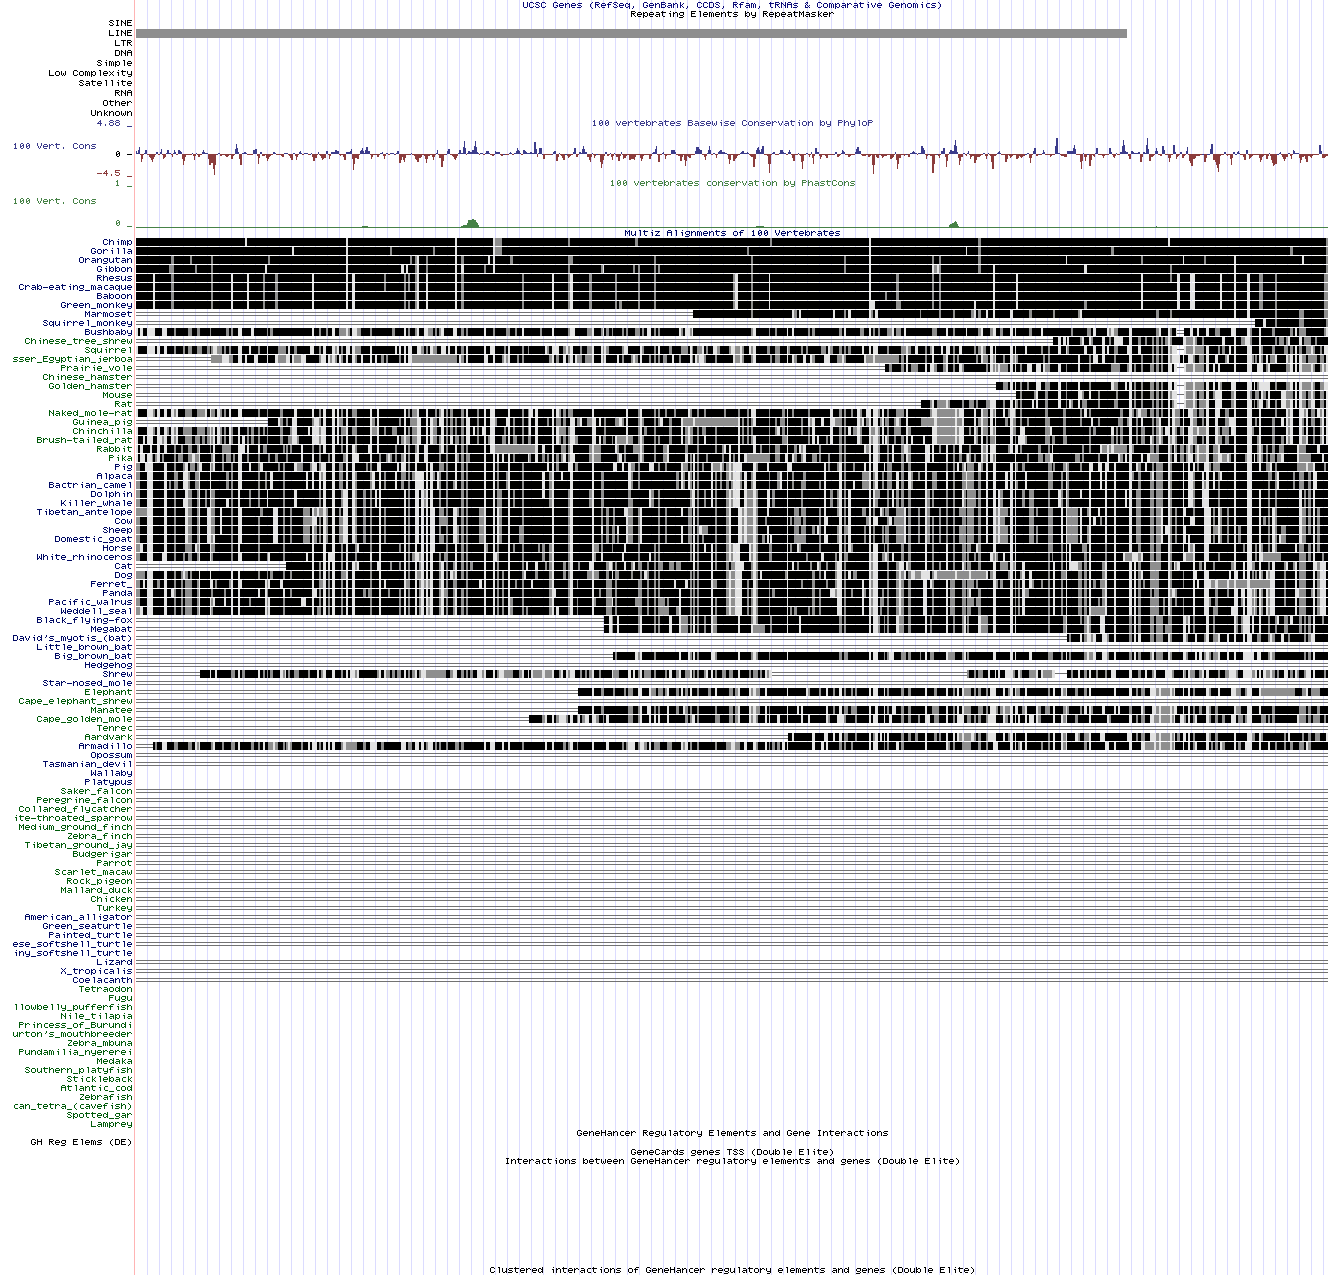 UCSC Genes (RefSeq, GenBank, CCDS, Rfam, tRNAs & Comparative Genomics)
Repeating Elements by RepeatMasker
SINE
LINE
LTR
DNA
Simple
Low Complexity
Satellite
RNA
Other
Unknown
4.88 _
100 vertebrates Basewise Conservation by PhyloP
100 Vert. Cons
0 _
-4.5 _
1 _
100 vertebrates conservation by PhastCons
100 Vert. Cons
0 _
Multiz Alignments of 100 Vertebrates
Chimp
Gorilla
Orangutan
Gibbon
Rhesus
Crab-eating_macaque
Baboon
Green_monkey
Marmoset
Squirrel_monkey
Bushbaby
Chinese_tree_shrew
Squirrel
sser_Egyptian_jerboa
Prairie_vole
Chinese_hamster
Golden_hamster
Mouse
Rat
Naked_mole-rat
Guinea_pig
Chinchilla
Brush-tailed_rat
Rabbit
Pika
Pig
Alpaca
Bactrian_camel
Dolphin
Killer_whale
Tibetan_antelope
Cow
Sheep
Domestic_goat
Horse
White_rhinoceros
Cat
Dog
Ferret_
Panda
Pacific_walrus
Weddell_seal
Black_flying-fox
Megabat
David's_myotis_(bat)
Little_brown_bat
Big_brown_bat
Hedgehog
Shrew
Star-nosed_mole
Elephant
Cape_elephant_shrew
Manatee
Cape_golden_mole
Tenrec
Aardvark
Armadillo
Opossum
Tasmanian_devil
Wallaby
Platypus
Saker_falcon
Peregrine_falcon
Collared_flycatcher
ite-throated_sparrow
Medium_ground_finch
Zebra_finch
Tibetan_ground_jay
Budgerigar
Parrot
Scarlet_macaw
Rock_pigeon
Mallard_duck
Chicken
Turkey
American_alligator
Green_seaturtle
Painted_turtle
ese_softshell_turtle
iny_softshell_turtle
Lizard
X_tropicalis
Coelacanth
Tetraodon
Fugu
llowbelly_pufferfish
Nile_tilapia
Princess_of_Burundi
urton's_mouthbreeder
Zebra_mbuna
Pundamilia_nyererei
Medaka
Southern_platyfish
Stickleback
Atlantic_cod
Zebrafish
can_tetra_(cavefish)
Spotted_gar
Lamprey
GeneHancer Regulatory Elements and Gene Interactions
GH Reg Elems (DE)
GeneCards genes TSS (Double Elite)
Interactions between GeneHancer regulatory elements and genes (Double Elite)
Clustered interactions of GeneHancer regulatory elements and genes (Double Elite)